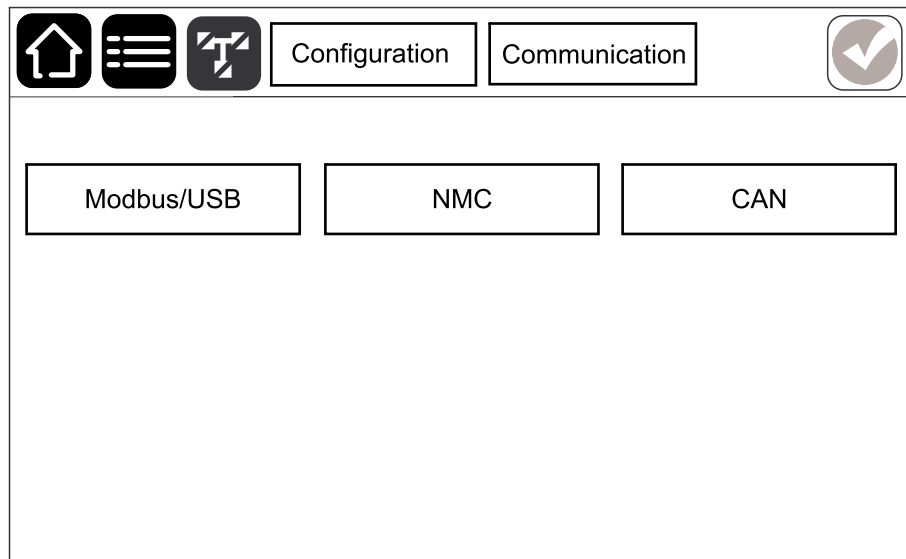 Configuration
Communication
Modbus/USB
NMC
CAN